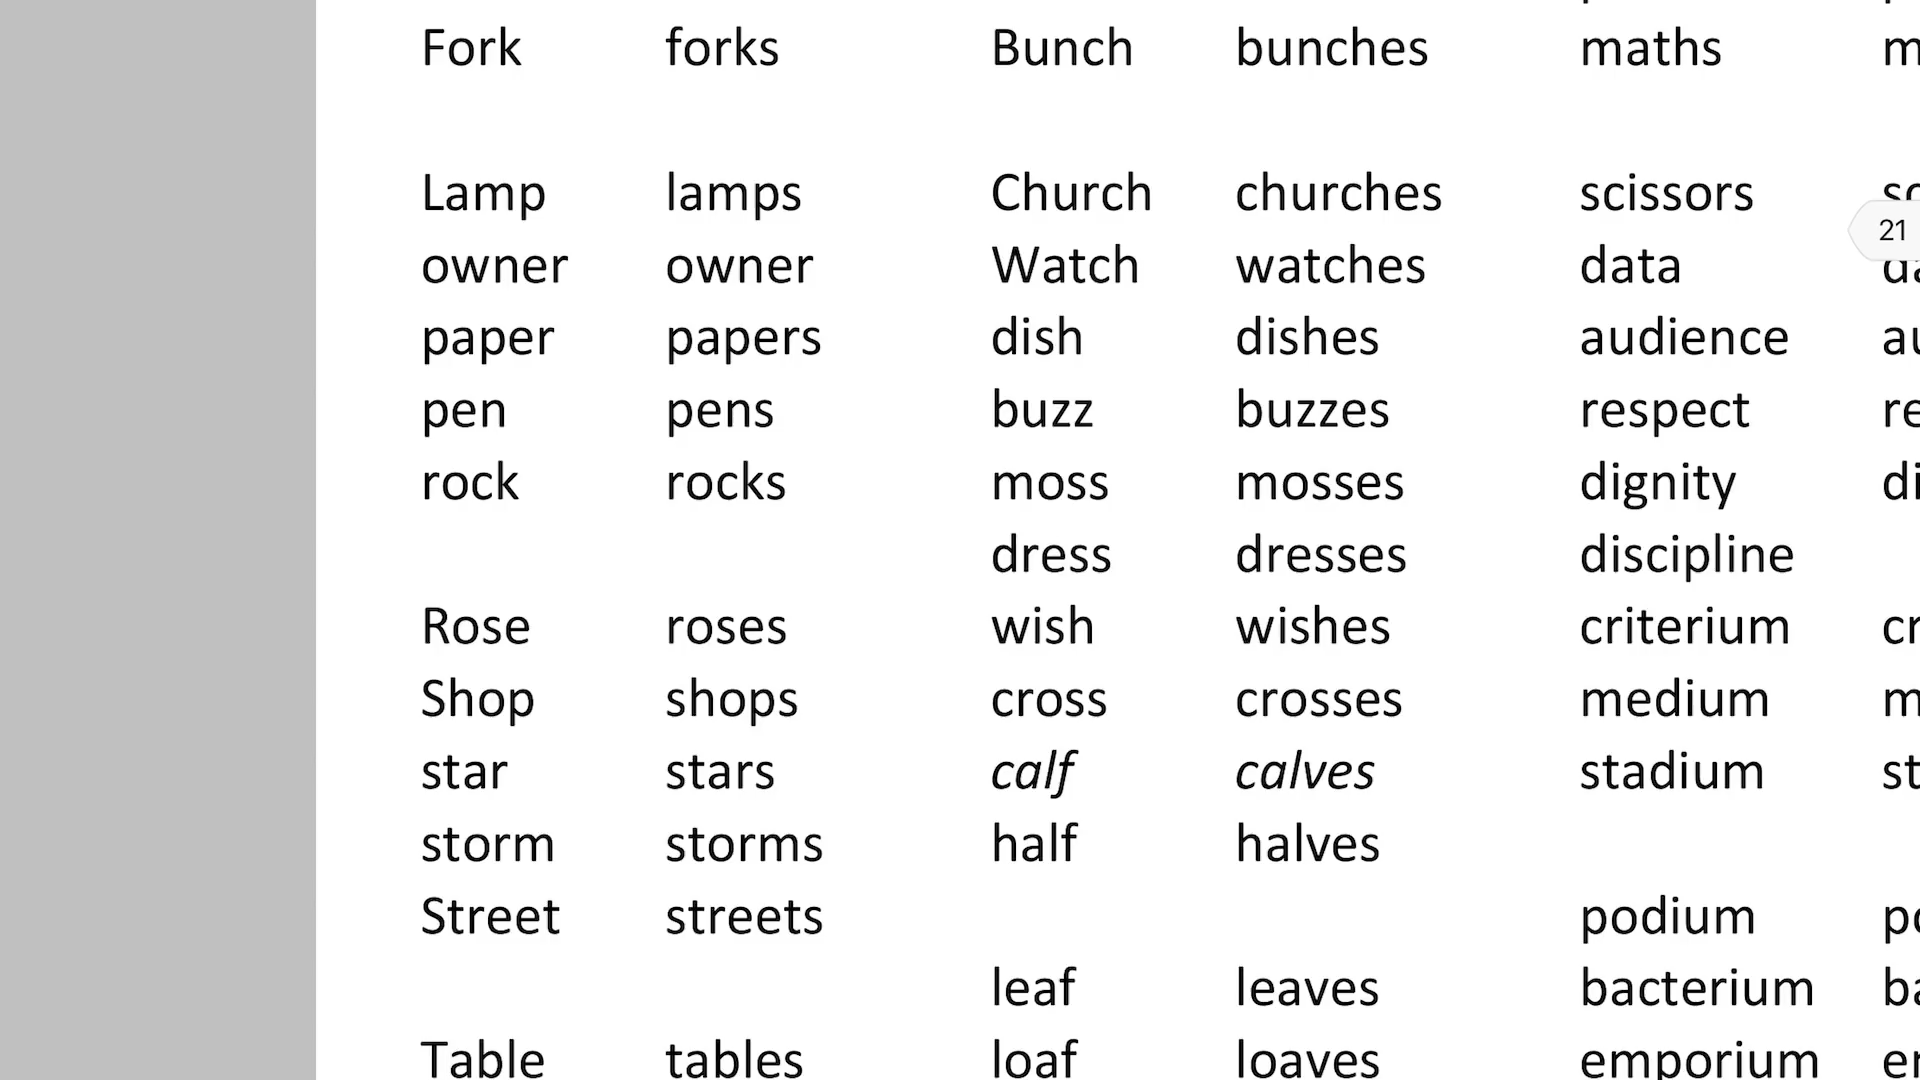 Fork forks Bunch bunches maths
Lamp lamps Church churches scissors
21
owner owner Watch watches data
paper papers dish dishes audience
pen pens buzz buzzes respect
rock rocks moss mosses dignity
dress dresses discipline
Rose roses wish wishes criterium
Shop shops cross crosses medium
star stars calf calves stadium
storm storms half halves
Street streets podium
leaf leaves bacterium
Table tables loaf loaves emporium